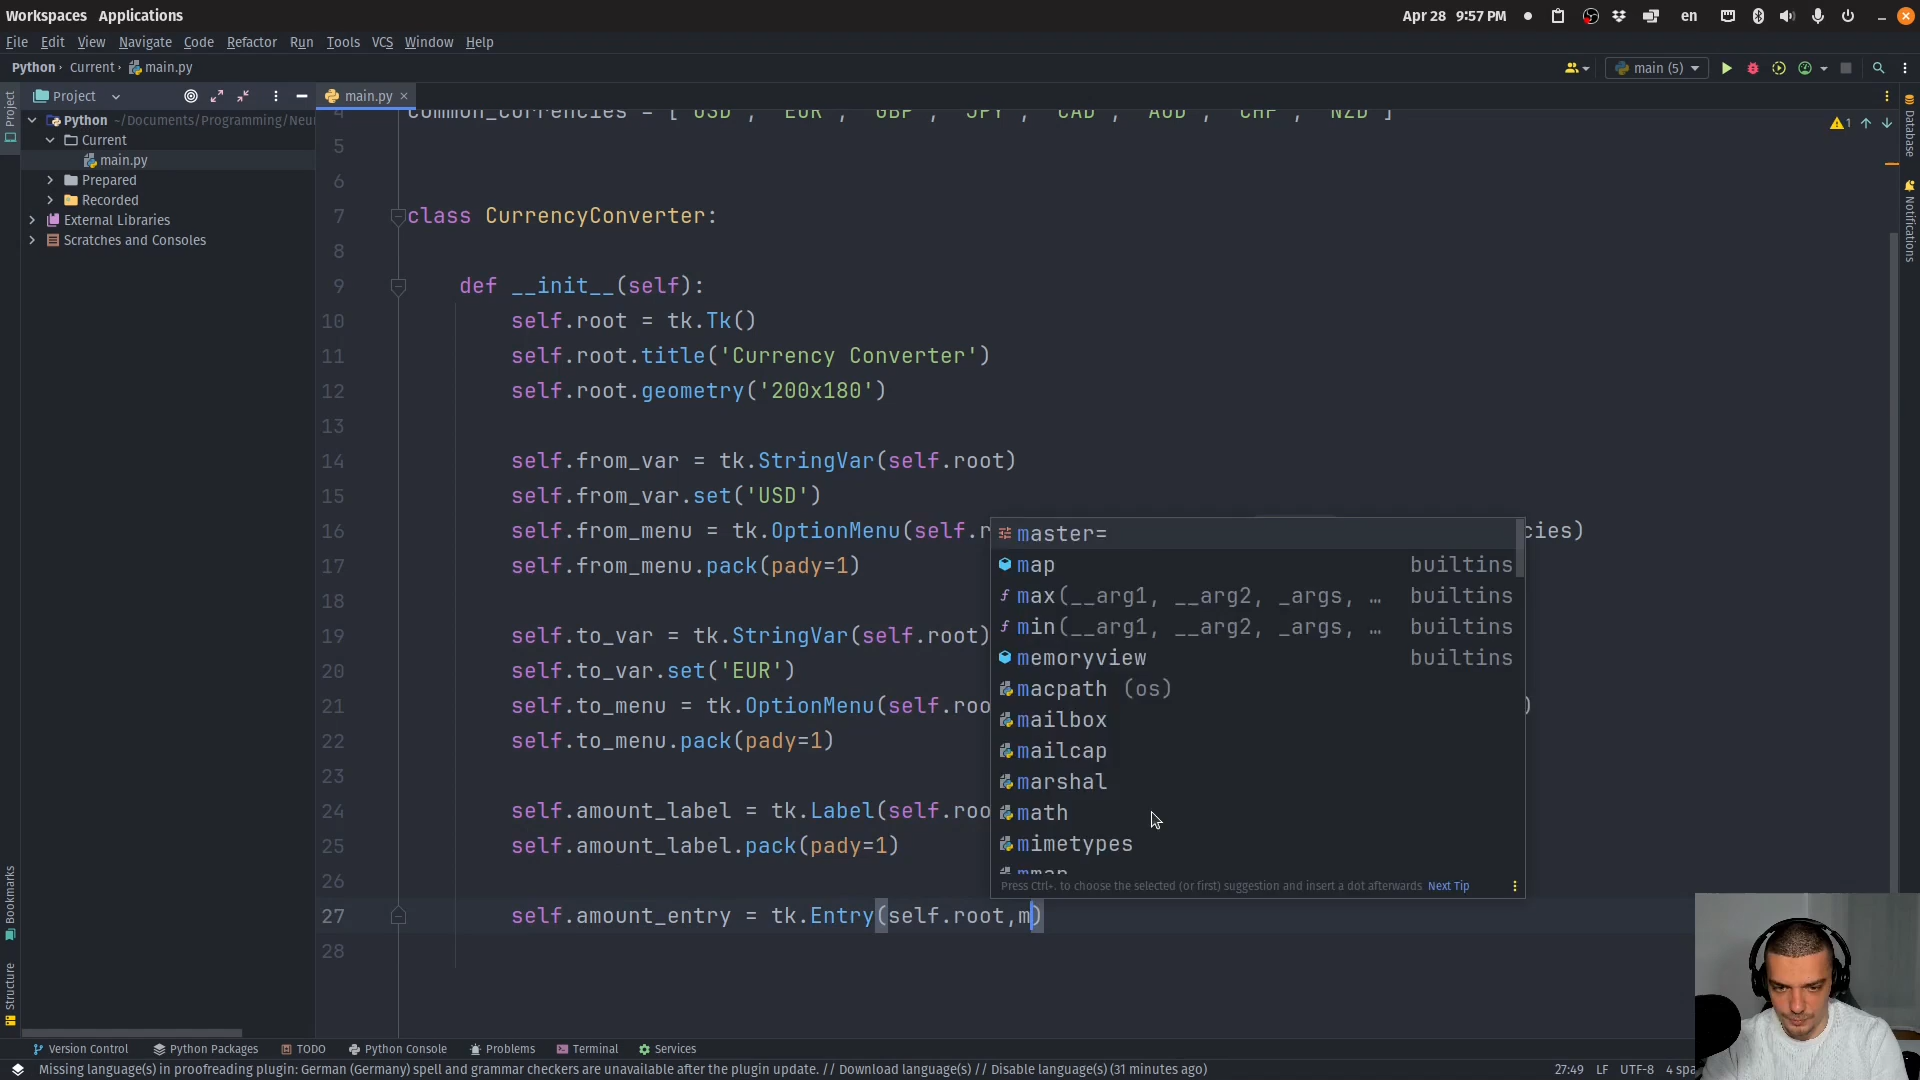 Workspaces Applications Apr 28 9:57 PM en
File Edit View Navigate Code Refactor Run Tools VCS Window Help
Python Current main.py main (5)
Project main.py
Python ~/Documents/Programming/Neur
Current
main.py
Prepared
Recorded
External Libraries
Scratches and Consoles
Project
Bookmarks
Structure
Database
Notifications
1
4 common_currencies = ['USD', 'EUR', 'GBP', 'JPY', 'CAD', 'AUD', 'CHF', 'NZD']
5
6
7 class CurrencyConverter:
8
9 def __init__(self):
10 self.root = tk.Tk()
11 self.root.title('Currency Converter')
12 self.root.geometry('200x180')
13
14 self.from_var = tk.StringVar(self.root)
15 self.from_var.set('USD')
16 self.from_menu = tk.OptionMenu(self.r cies)
17 self.from_menu.pack(pady=1)
18
19 self.to_var = tk.StringVar(self.root)
20 self.to_var.set('EUR')
21 self.to_menu = tk.OptionMenu(self.roo )
22 self.to_menu.pack(pady=1)
23
24 self.amount_label = tk.Label(self.roo
25 self.amount_label.pack(pady=1)
26
27 self.amount_entry = tk.Entry(self.root,m)
28
master=
map builtins
max(__arg1, __arg2, _args, … builtins
min(__arg1, __arg2, _args, … builtins
memoryview builtins
macpath (os)
mailbox
mailcap
marshal
math
mimetypes
mmap
Press Ctrl+. to choose the selected (or first) suggestion and insert a dot afterwards Next Tip
Version Control Python Packages TODO Python Console Problems Terminal Services
Missing language(s) in proofreading plugin: German (Germany) spell and grammar checkers are unavailable after the plugin update. // Download language(s) // Disable language(s) (31 minutes ago) 27:49 LF UTF-8 4 spa